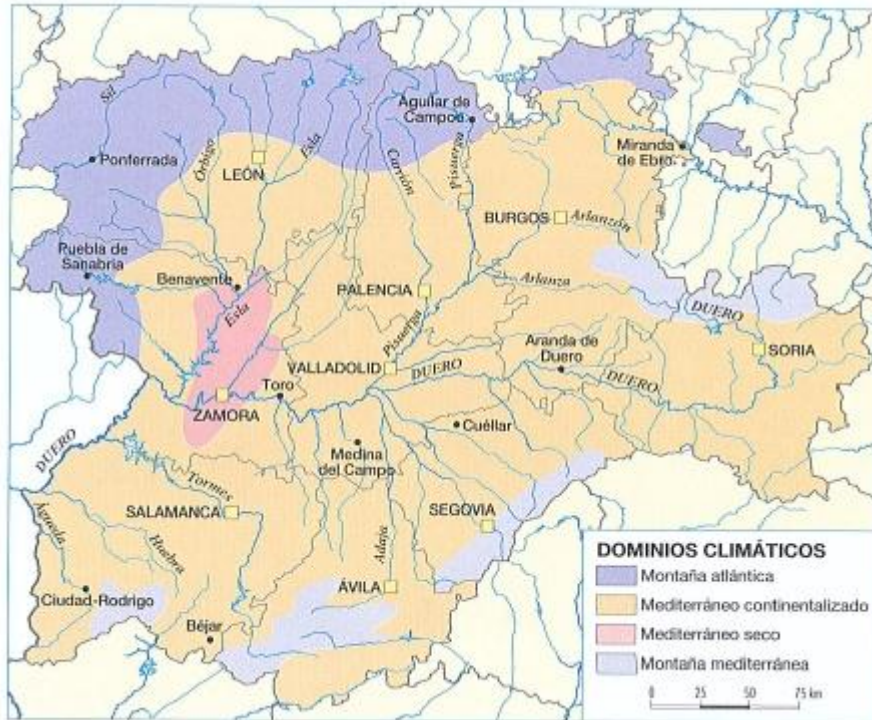 Sil
Aguilar de
Campoo
Ponferrada
Órbigo
Esla
LEÓN
Carrión
Pisuerga
Miranda
de Ebro
BURGOS
Arlanzón
Puebla de
Sanabria
Benavente
Esla
PALENCIA
Arlanza
DUERO
Pisuerga
Aranda de
Duero
SORIA
VALLADOLID
DUERO
DUERO
Toro
ZAMORA
Cuéllar
DUERO
Medina
del Campo
Tormes
SALAMANCA
SEGOVIA
Águeda
Huebra
Adaja
Ciudad-Rodrigo
ÁVILA
Béjar
DOMINIOS CLIMÁTICOS
Montaña atlántica
Mediterráneo continentalizado
Mediterráneo seco
Montaña mediterránea
0 25 50 75 km